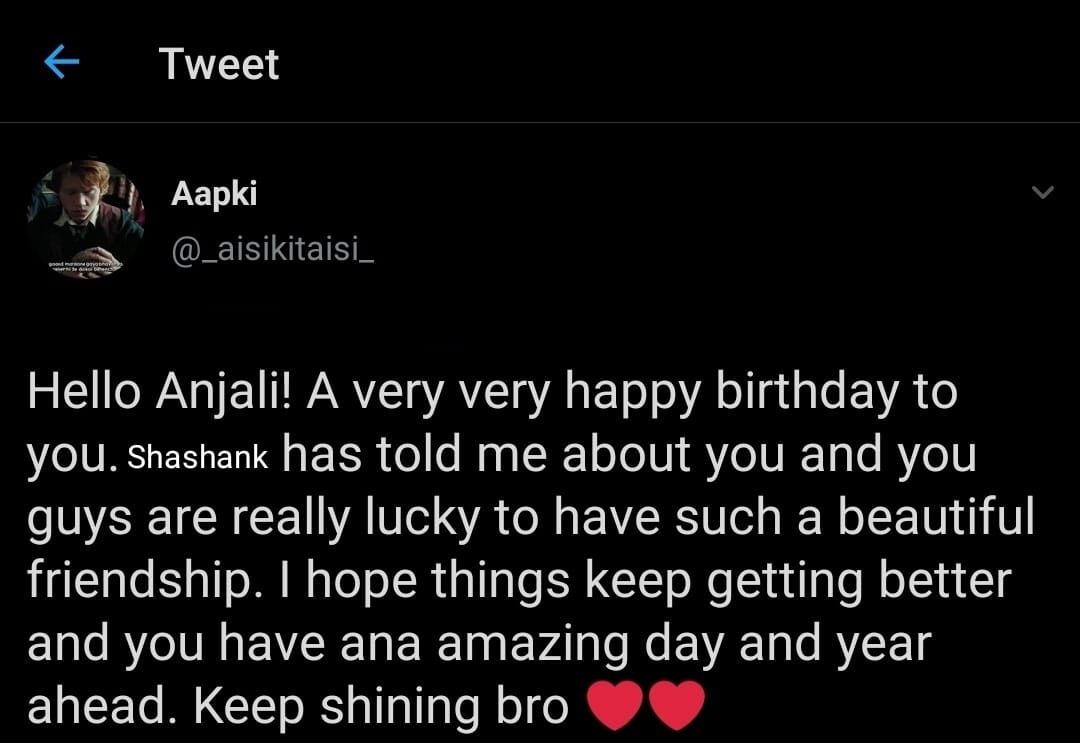 Tweet
Aapki
@_aisikitaisi_
Hello Anjali! A very very happy birthday to
you. Shashank has told me about you and you
guys are really lucky to have such a beautiful
friendship. I hope things keep getting better
and you have ana amazing day and year
ahead. Keep shining bro ❤❤